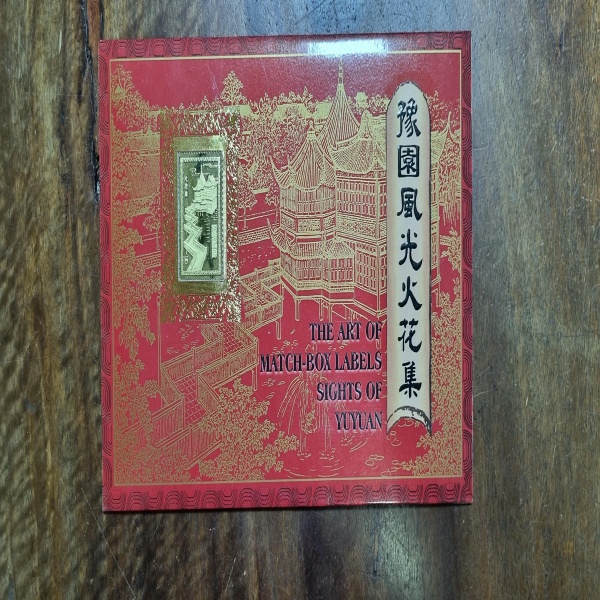 豫園風光火花集
THE ART OF
MATCH-BOX LABELS
SIGHTS OF
YUYUAN